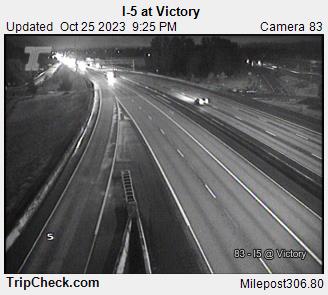 I-5 at Victory
Updated Oct 25 2023 9:25 PM Camera 83
T
S
83 - I5 @ Victory
TripCheck.com Milepost306.80